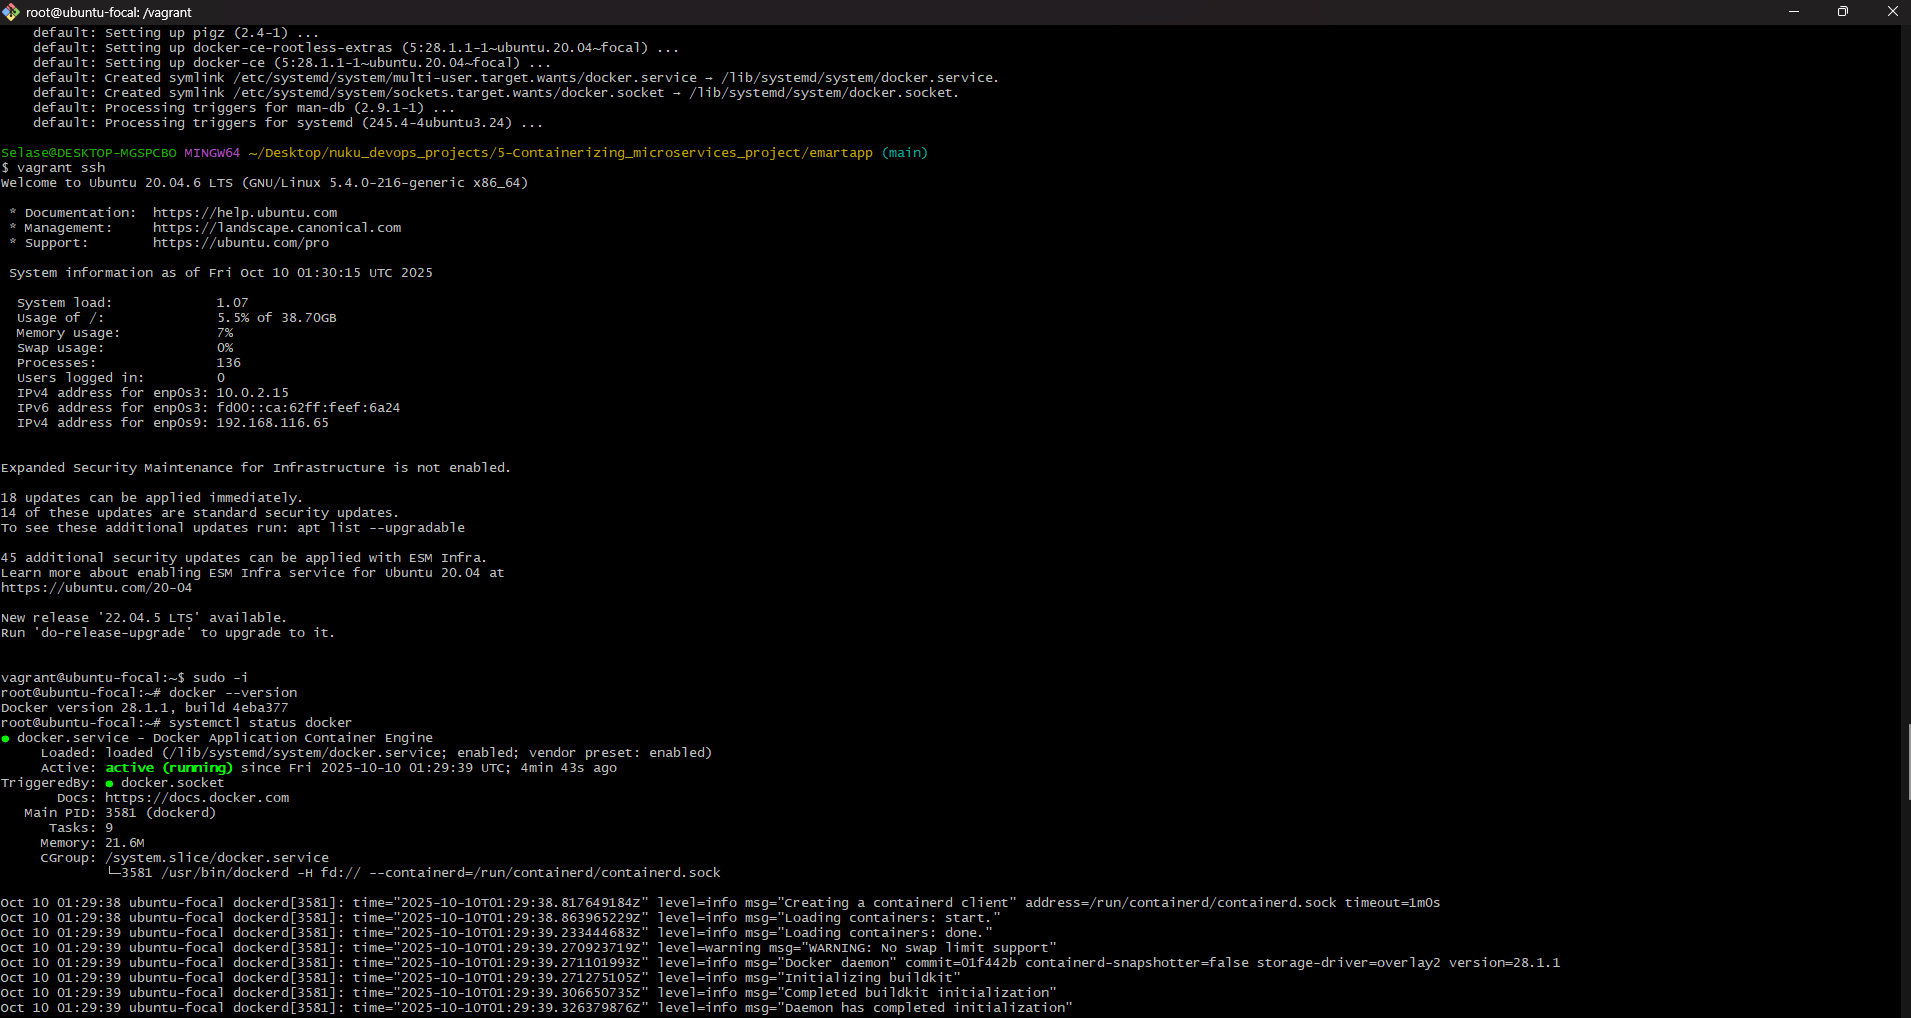 root@ubuntu-focal: /vagrant
default: Setting up pigz (2.4-1) ...
default: Setting up docker-ce-rootless-extras (5:28.1.1-1~ubuntu.20.04~focal) ...
default: Setting up docker-ce (5:28.1.1-1~ubuntu.20.04~focal) ...
default: Created symlink /etc/systemd/system/multi-user.target.wants/docker.service → /lib/systemd/system/docker.service.
default: Created symlink /etc/systemd/system/sockets.target.wants/docker.socket → /lib/systemd/system/docker.socket.
default: Processing triggers for man-db (2.9.1-1) ...
default: Processing triggers for systemd (245.4-4ubuntu3.24) ...
Selase@DESKTOP-MGSPCBO MINGW64 ~/Desktop/nuku_devops_projects/5-Containerizing_microservices_project/emartapp (main)
$ vagrant ssh
Welcome to Ubuntu 20.04.6 LTS (GNU/Linux 5.4.0-216-generic x86_64)
* Documentation:  https://help.ubuntu.com
* Management:     https://landscape.canonical.com
* Support:        https://ubuntu.com/pro
System information as of Fri Oct 10 01:30:15 UTC 2025
System load:             1.07
Usage of /:              5.5% of 38.70GB
Memory usage:            7%
Swap usage:              0%
Processes:               136
Users logged in:         0
IPv4 address for enp0s3: 10.0.2.15
IPv6 address for enp0s3: fd00::ca:62ff:feef:6a24
IPv4 address for enp0s9: 192.168.116.65
Expanded Security Maintenance for Infrastructure is not enabled.
18 updates can be applied immediately.
14 of these updates are standard security updates.
To see these additional updates run: apt list --upgradable
45 additional security updates can be applied with ESM Infra.
Learn more about enabling ESM Infra service for Ubuntu 20.04 at
https://ubuntu.com/20-04
New release '22.04.5 LTS' available.
Run 'do-release-upgrade' to upgrade to it.
vagrant@ubuntu-focal:~$ sudo -i
root@ubuntu-focal:~# docker --version
Docker version 28.1.1, build 4eba377
root@ubuntu-focal:~# systemctl status docker
● docker.service - Docker Application Container Engine
Loaded: loaded (/lib/systemd/system/docker.service; enabled; vendor preset: enabled)
Active: active (running) since Fri 2025-10-10 01:29:39 UTC; 4min 43s ago
TriggeredBy: ● docker.socket
Docs: https://docs.docker.com
Main PID: 3581 (dockerd)
Tasks: 9
Memory: 21.6M
CGroup: /system.slice/docker.service
└─3581 /usr/bin/dockerd -H fd:// --containerd=/run/containerd/containerd.sock
Oct 10 01:29:38 ubuntu-focal dockerd[3581]: time="2025-10-10T01:29:38.817649184Z" level=info msg="Creating a containerd client" address=/run/containerd/containerd.sock timeout=1m0s
Oct 10 01:29:38 ubuntu-focal dockerd[3581]: time="2025-10-10T01:29:38.863965229Z" level=info msg="Loading containers: start."
Oct 10 01:29:39 ubuntu-focal dockerd[3581]: time="2025-10-10T01:29:39.233444683Z" level=info msg="Loading containers: done."
Oct 10 01:29:39 ubuntu-focal dockerd[3581]: time="2025-10-10T01:29:39.270923719Z" level=warning msg="WARNING: No swap limit support"
Oct 10 01:29:39 ubuntu-focal dockerd[3581]: time="2025-10-10T01:29:39.271101993Z" level=info msg="Docker daemon" commit=01f442b containerd-snapshotter=false storage-driver=overlay2 version=28.1.1
Oct 10 01:29:39 ubuntu-focal dockerd[3581]: time="2025-10-10T01:29:39.271275105Z" level=info msg="Initializing buildkit"
Oct 10 01:29:39 ubuntu-focal dockerd[3581]: time="2025-10-10T01:29:39.306650735Z" level=info msg="Completed buildkit initialization"
Oct 10 01:29:39 ubuntu-focal dockerd[3581]: time="2025-10-10T01:29:39.326379876Z" level=info msg="Daemon has completed initialization"